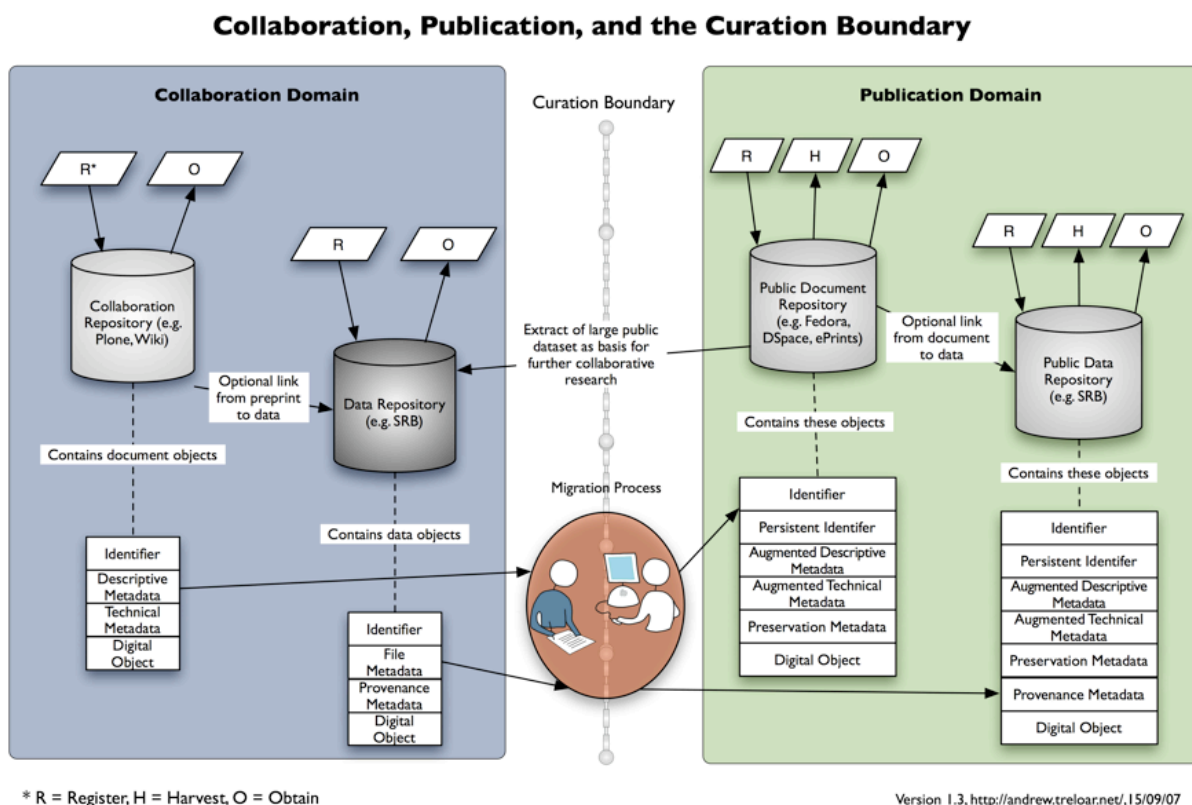 Collaboration, Publication, and the Curation Boundary
Collaboration Domain
R*
O
R
O
Collaboration
Repository (e.g.
Plone, Wiki)
Optional link
from preprint
to data
Data Repository
(e.g. SRB)
Contains document objects
Contains data objects
Identifier
Descriptive
Metadata
Technical
Metadata
Digital
Object
Identifier
File
Metadata
Provenance
Metadata
Digital
Object
Curation Boundary
Extract of large public
dataset as basis for
further collaborative
research
Migration Process
Publication Domain
R
H
O
R
H
O
Public Document
Repository
(e.g. Fedora,
DSpace, ePrints)
Optional link
from document
to data
Public Data
Repository
(e.g. SRB)
Contains these objects
Contains these objects
Identifier
Persistent Identifer
Augmented Descriptive
Metadata
Augmented Technical
Metadata
Preservation Metadata
Digital Object
Identifier
Persistent Identifer
Augmented Descriptive
Metadata
Augmented Technical
Metadata
Preservation Metadata
Provenance Metadata
Digital Object
* R = Register, H = Harvest, O = Obtain
Version 1.3, http://andrew.treloar.net/, 15/09/07